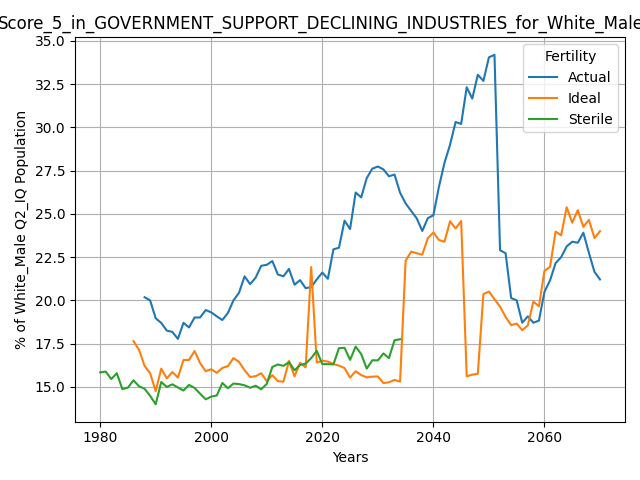 Score_5_in_GOVERNMENT_SUPPORT_DECLINING_INDUSTRIES_for_White_Male
35.0
32.5
30.0
27.5
25.0
22.5
20.0
17.5
15.0
% of White_Male Q2_IQ Population
Fertility
Actual
Ideal
Sterile
1980
2000
2020
2040
2060
Years